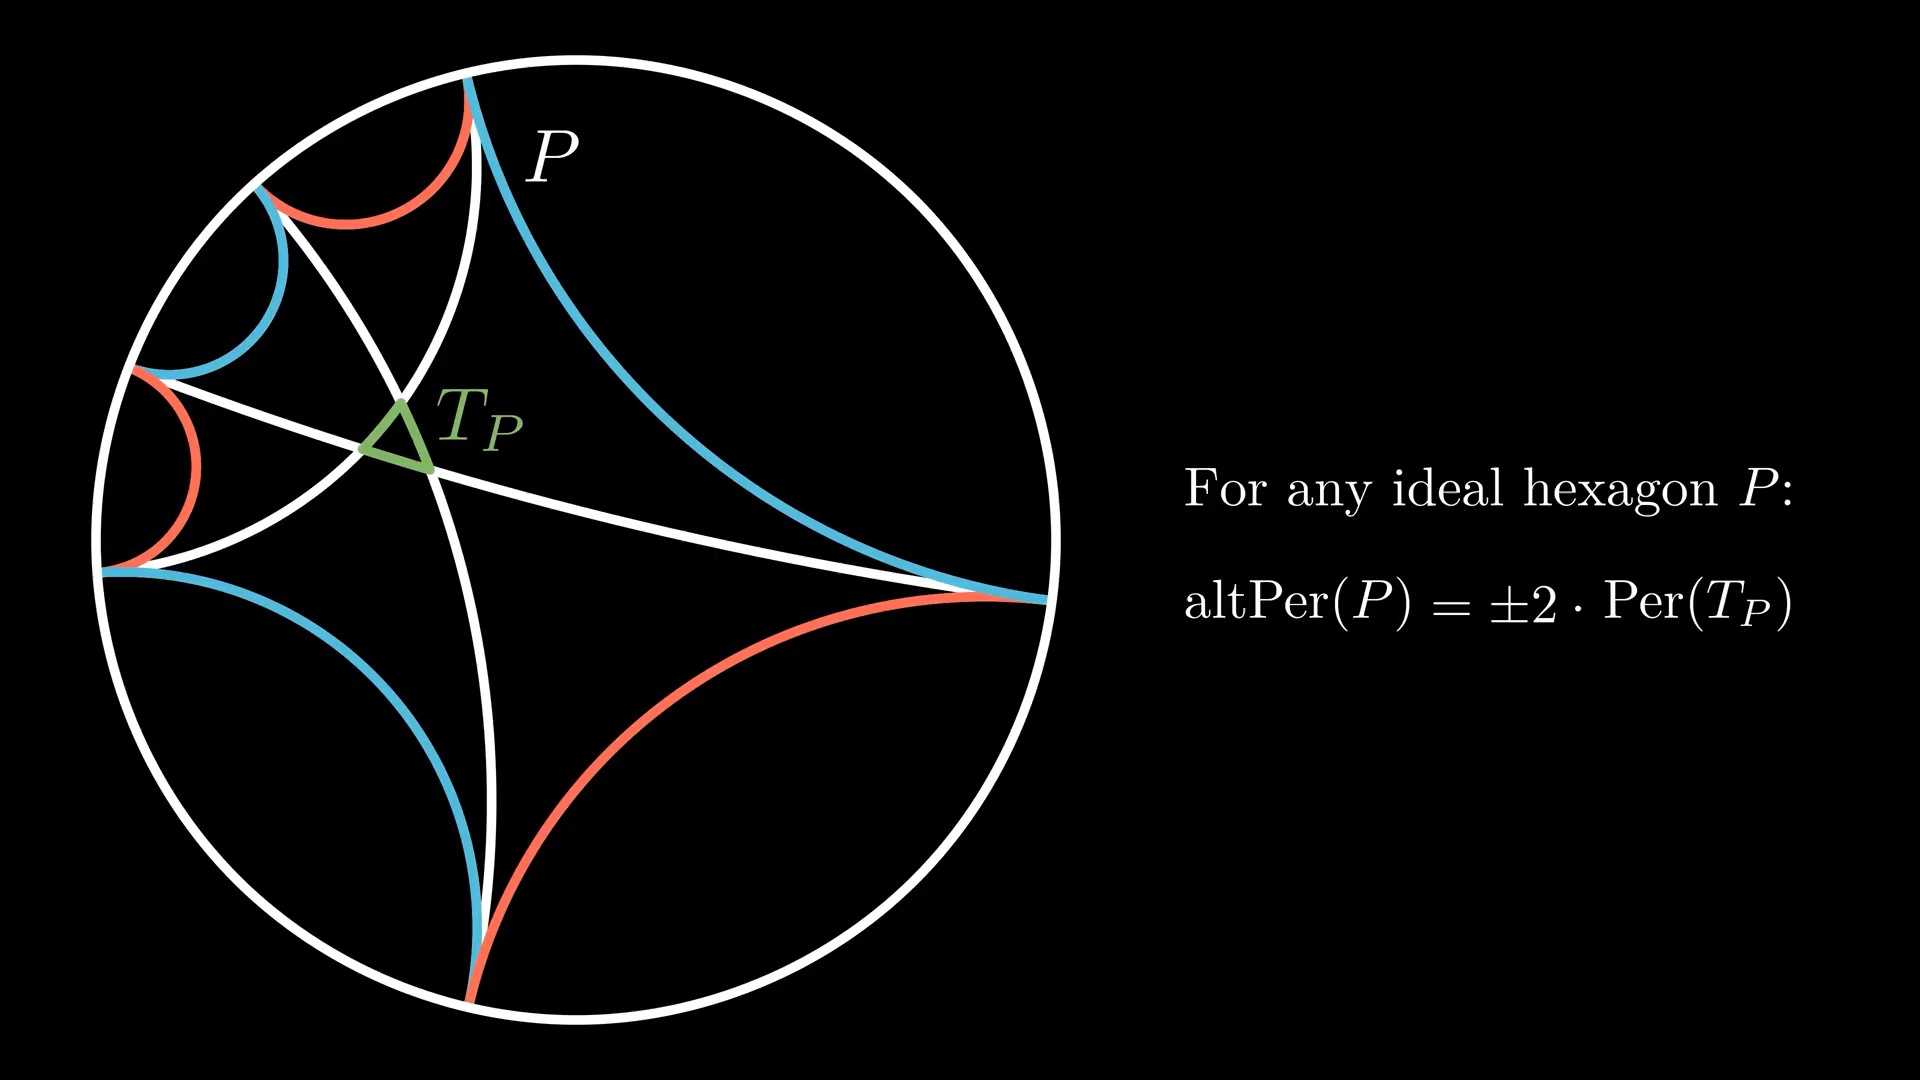 P
T_P
For any ideal hexagon P:
altPer(P) = ±2 · Per(T_P)